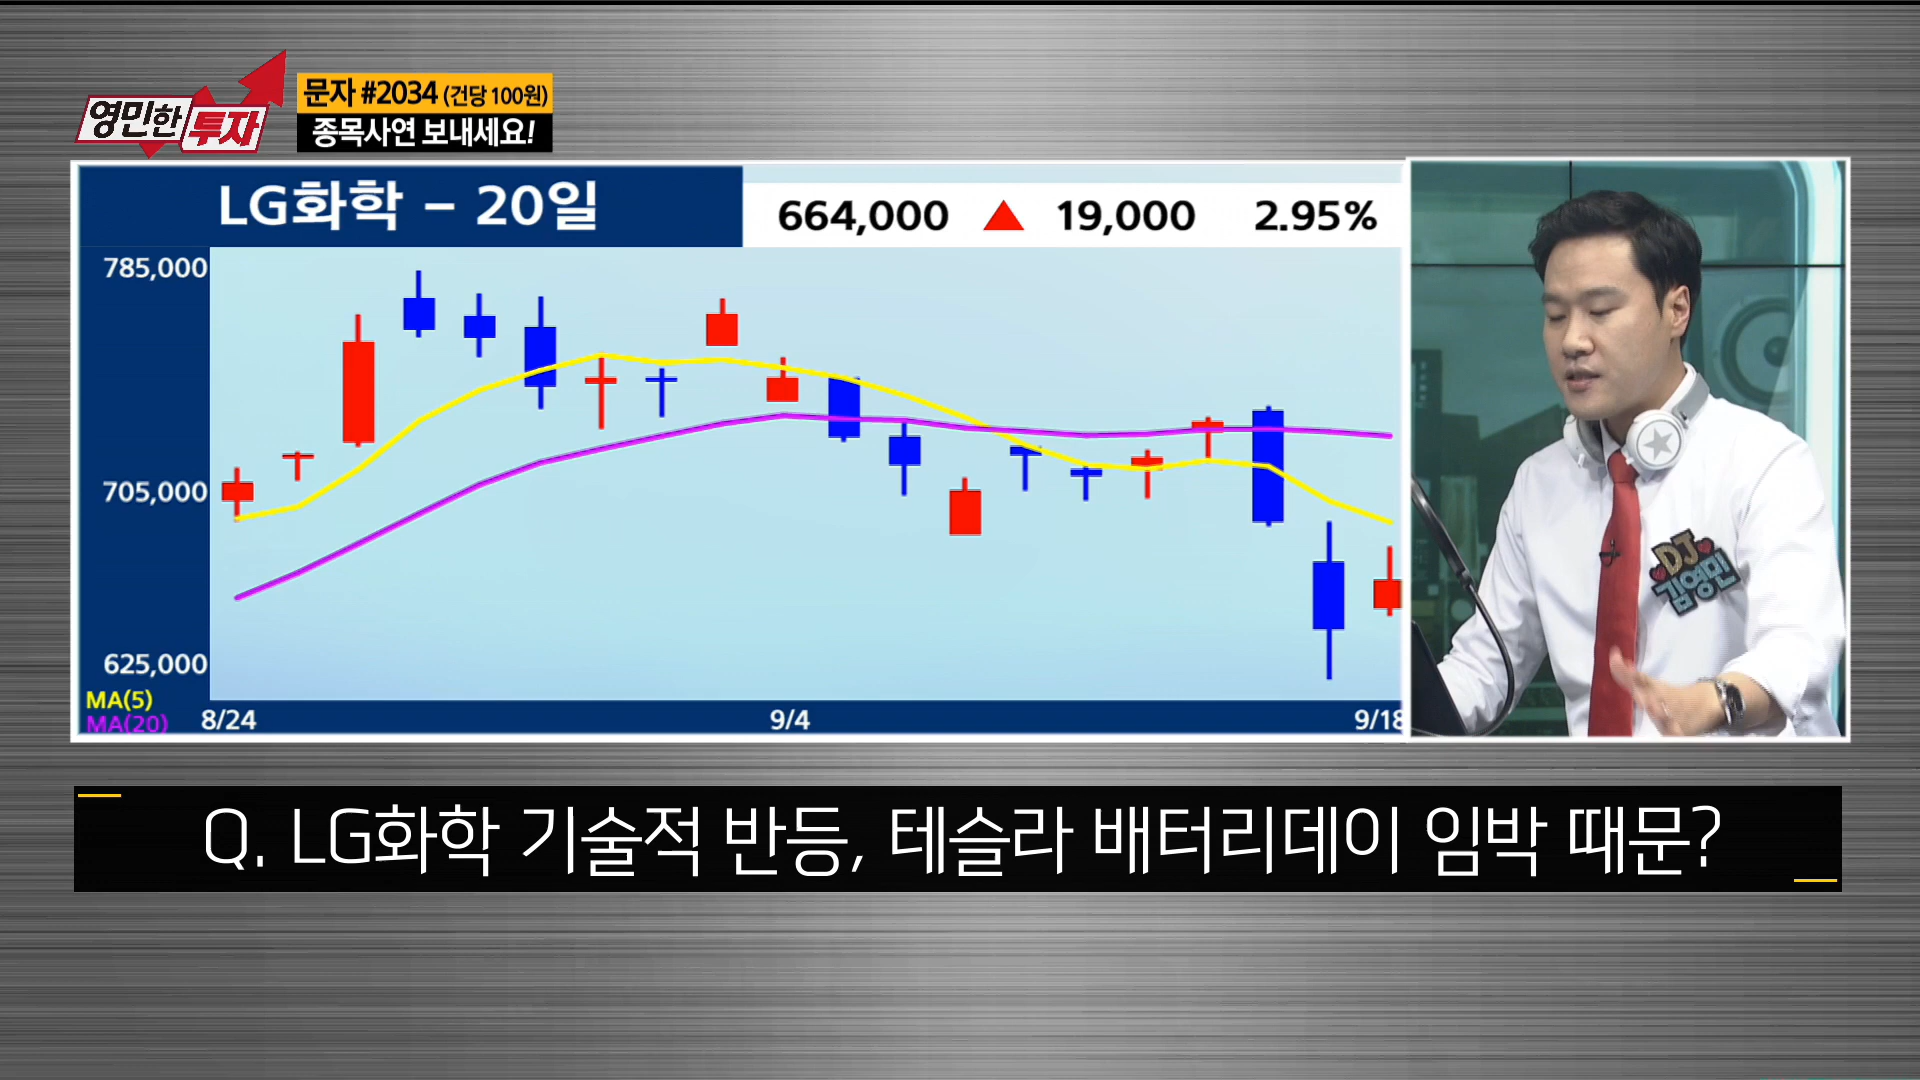 영민한 투자
문자 #2034 (건당 100원)
종목사연 보내세요!
LG화학 - 20일
664,000 ▲ 19,000 2.95%
785,000
705,000
625,000
MA(5)
MA(20)
8/24 9/4 9/18
DJ
김영민
Q. LG화학 기술적 반등, 테슬라 배터리데이 임박 때문?